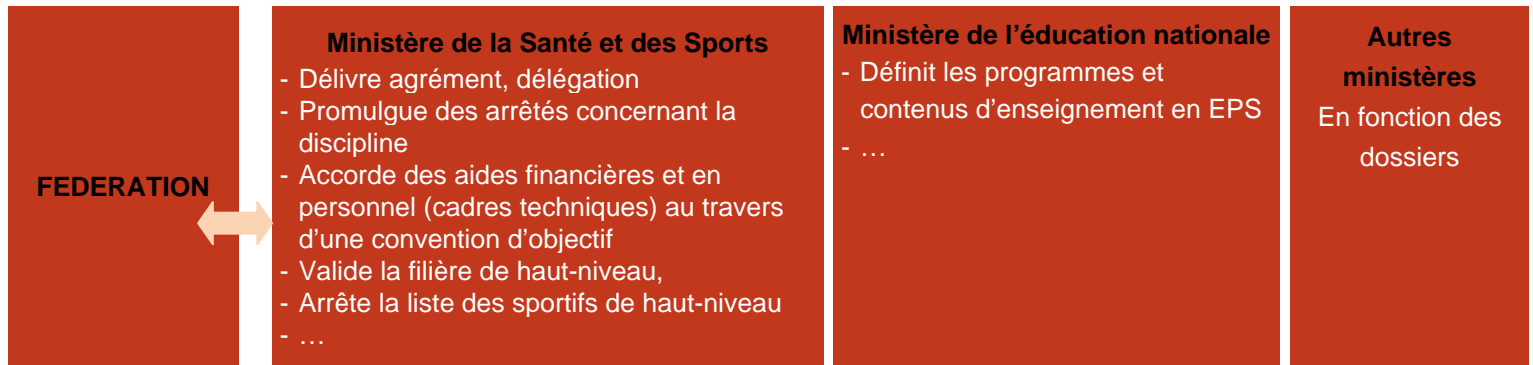 FEDERATION
Ministère de la Santé et des Sports
- Délivre agrément, délégation
- Promulgue des arrêtés concernant la
discipline
- Accorde des aides financières et en
personnel (cadres techniques) au travers
d'une convention d'objectif
- Valide la filière de haut-niveau,
- Arrête la liste des sportifs de haut-niveau
- …
Ministère de l'éducation nationale
- Définit les programmes et
contenus d'enseignement en EPS
- …
Autres
ministères
En fonction des
dossiers